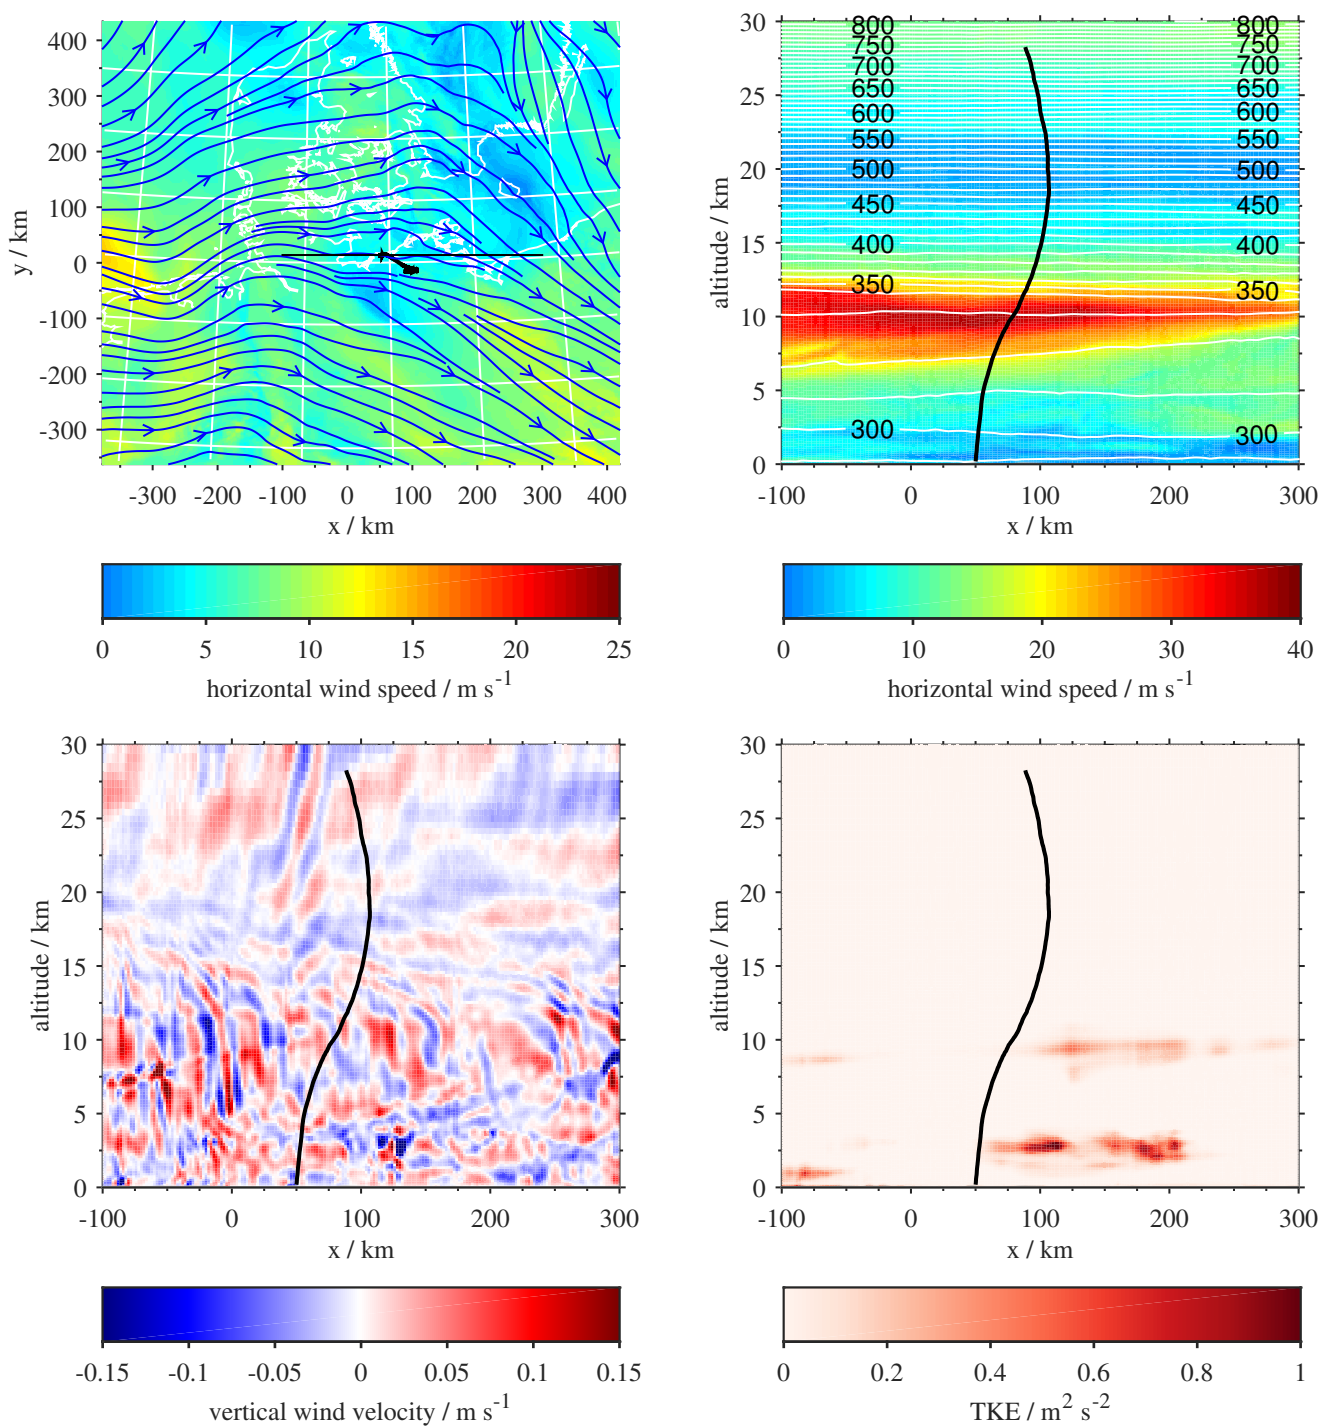 400
300
200
100
0
-100
-200
-300
y / km
-300 -200 -100 0 100 200 300 400
x / km
0 5 10 15 20 25
horizontal wind speed / m s-1
30
25
20
15
10
5
0
altitude / km
800 800
750 750
700 700
650 650
600 600
550 550
500 500
450 450
400 400
350 350
300 300
-100 0 100 200 300
x / km
0 10 20 30 40
horizontal wind speed / m s-1
30
25
20
15
10
5
0
altitude / km
-100 0 100 200 300
x / km
-0.15 -0.1 -0.05 0 0.05 0.1 0.15
vertical wind velocity / m s-1
30
25
20
15
10
5
0
altitude / km
-100 0 100 200 300
x / km
0 0.2 0.4 0.6 0.8 1
TKE / m2 s-2